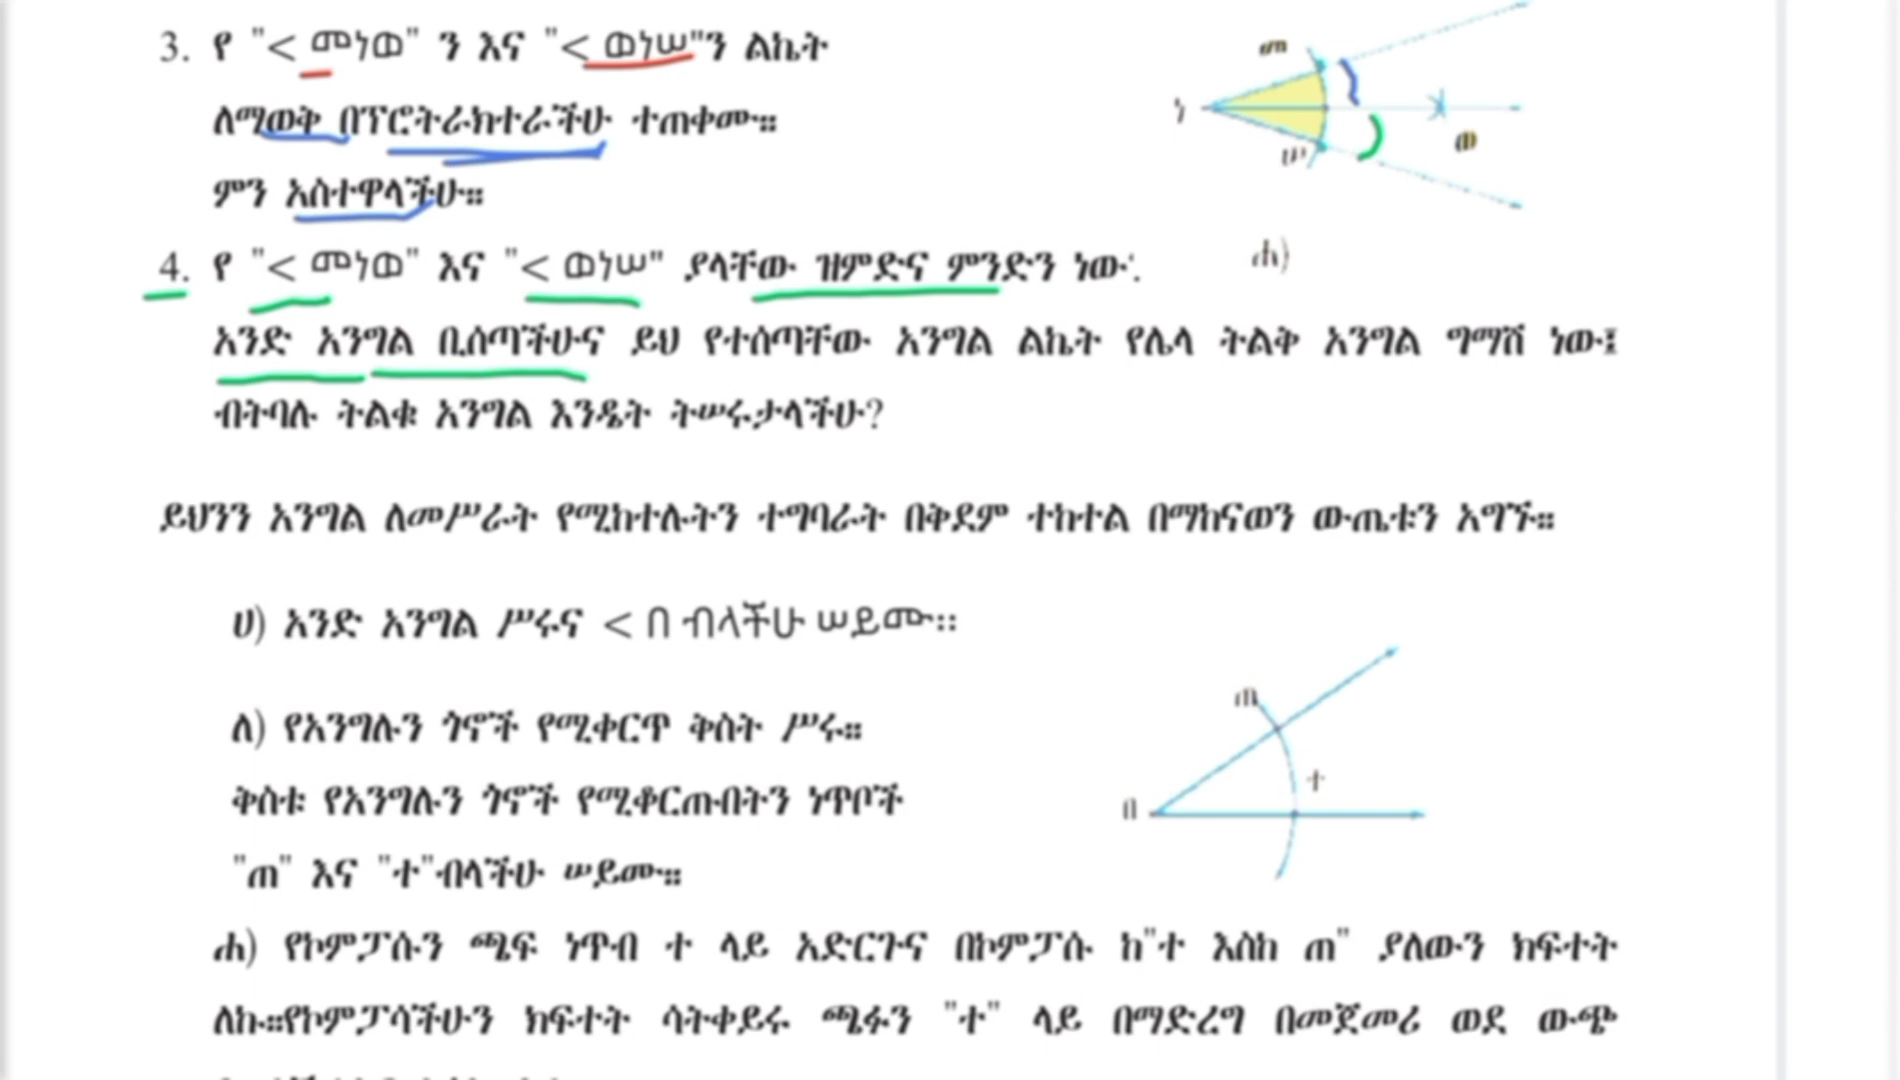 3. የ "< መነወ" ን እና "< ወነሠ"ን ልኬት
ለማወቅ በፕሮትራክተራችሁ ተጠቀሙ።
ምን አስተዋላችሁ።
መ
ነ
ሠ
ወ
ሐ)
4. የ "< መነወ" እና "< ወነሠ" ያላቸው ዝምድና ምንድን ነው፧
አንድ አንግል ቢሰጣችሁና ይህ የተሰጣቸው አንግል ልኬት የሌላ ትልቅ አንግል ግማሽ ነው፤
ብትባሉ ትልቁ አንግል እንዴት ትሠሩታላችሁ?
ይህንን አንግል ለመሥራት የሚከተሉትን ተግባራት በቅደም ተከተል በማከናወን ውጤቱን አግኙ።
ሀ) አንድ አንግል ሥሩና < በ ብላችሁ ሠይሙ።
ለ) የአንግሉን ጎኖች የሚቀርጥ ቅስት ሥሩ።
ቅስቱ የአንግሉን ጎኖች የሚቆርጡበትን ነጥቦች
"ጠ" እና "ተ"ብላችሁ ሠይሙ።
ጠ
ተ
በ
ሐ) የኮምፓሱን ጫፍ ነጥብ ተ ላይ አድርጉና በኮምፓሱ ከ"ተ እስከ ጠ" ያለውን ክፍተት
ለኩ።የኮምፓሳችሁን ክፍተት ሳትቀይሩ ጫፉን "ተ" ላይ በማድረግ በመጀመሪ ወደ ውጭ